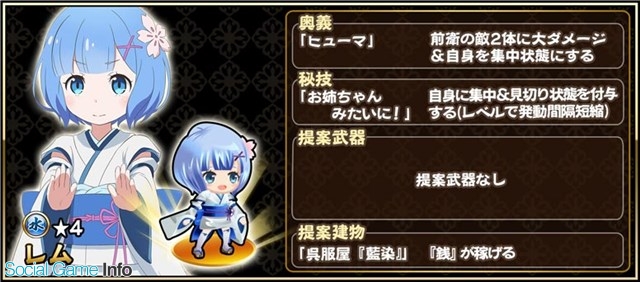 奥義
「ヒューマ」 前衛の敵2体に大ダメージ
&自身を集中状態にする
秘技
「お姉ちゃん
みたいに!」 自身に集中&見切り状態を付与
する(レベルで発動間隔短縮)
提案武器
提案武器なし
提案建物
「呉服屋『藍染』」 『銭』が稼げる
水 ★4
レム
Social Game Info